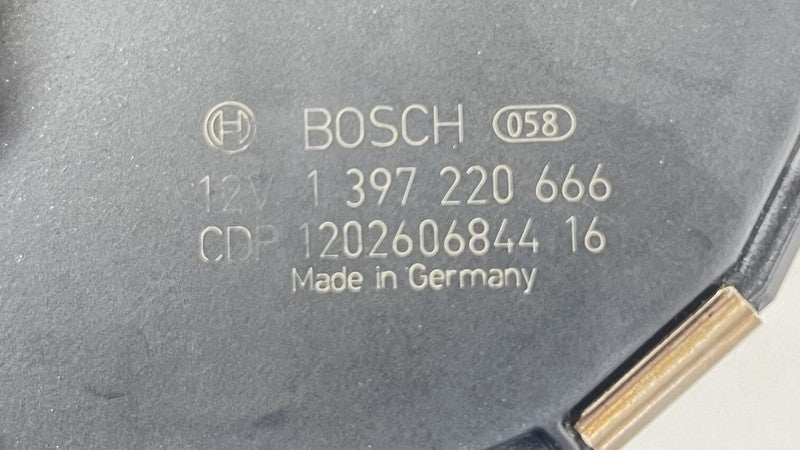 BOSCH 058
12V 1 397 220 666
CDP 1202606844 16
Made in Germany